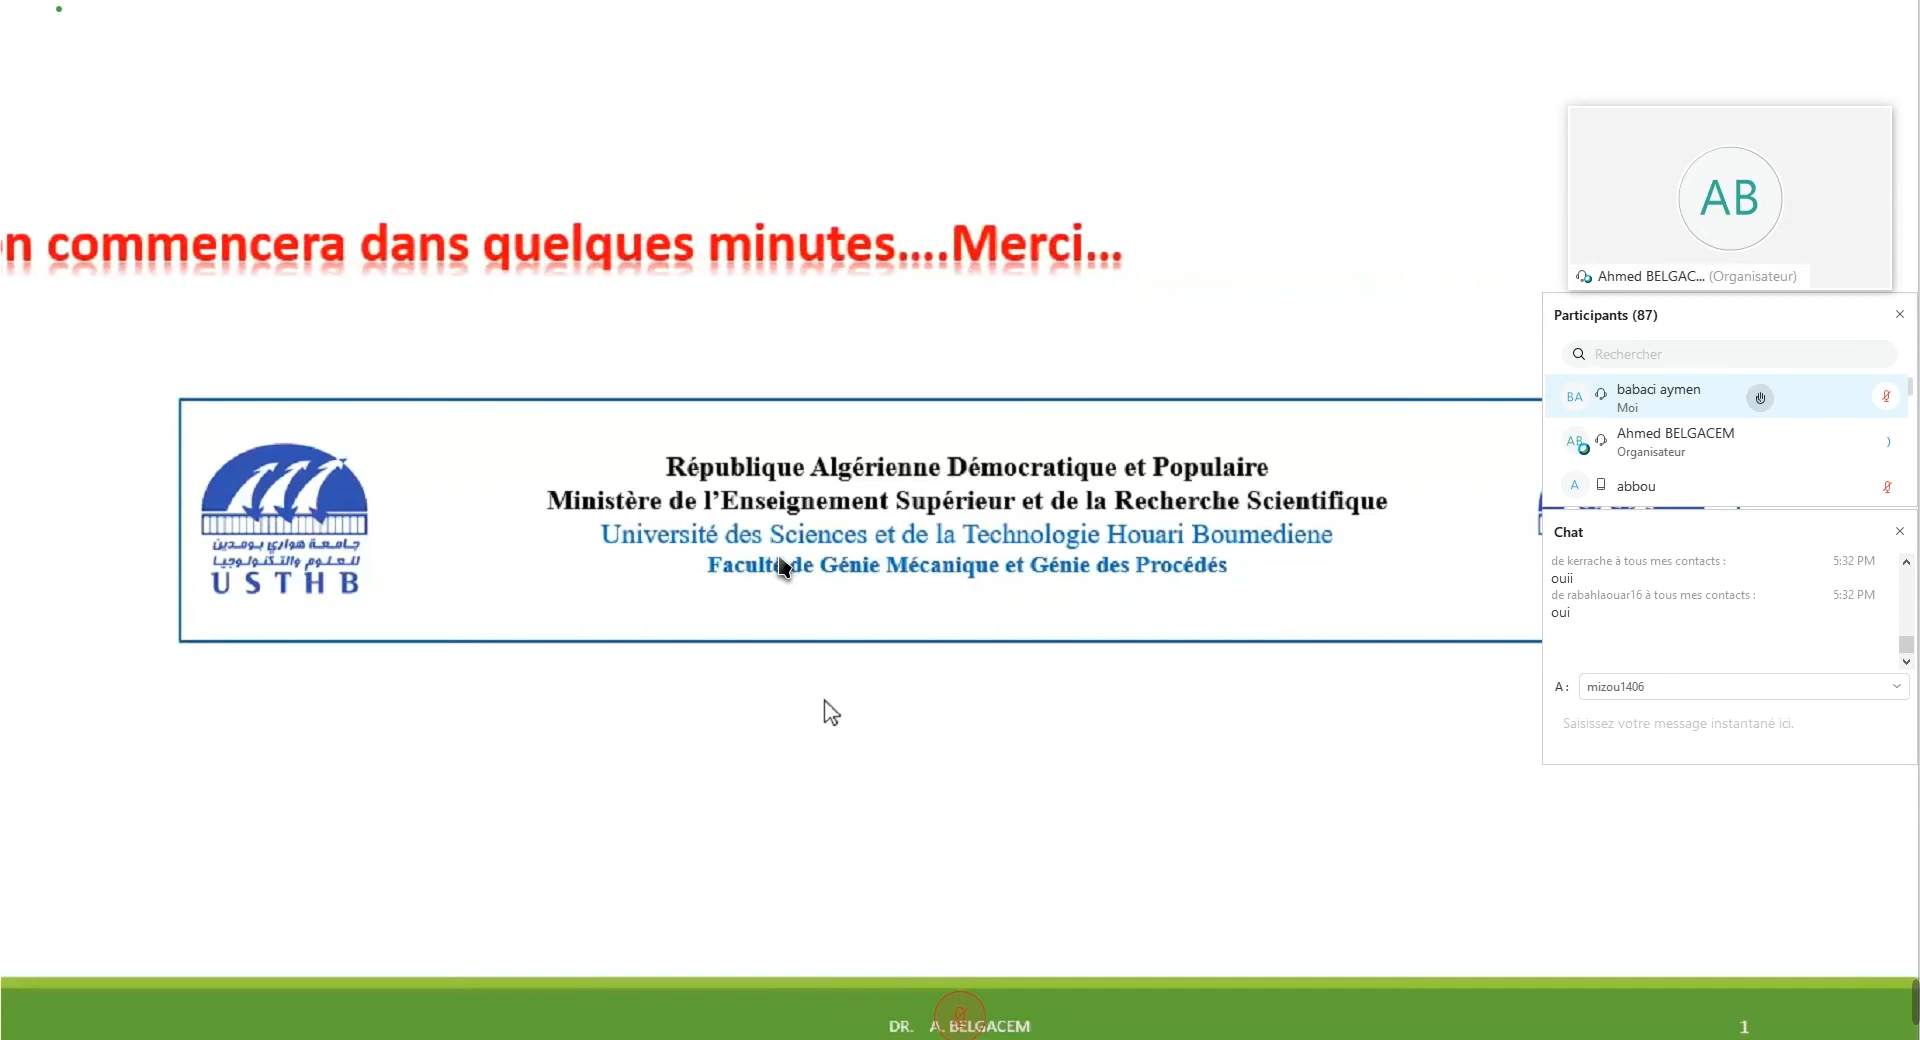 n commencera dans quelques minutes....Merci...
République Algérienne Démocratique et Populaire
Ministère de l’Enseignement Supérieur et de la Recherche Scientifique
Université des Sciences et de la Technologie Houari Boumediene
Faculté de Génie Mécanique et Génie des Procédés
جامعة هواري بومدين
للعلوم والتكنولوجيا
USTHB
DR. A. BELGACEM
1
AB
Ahmed BELGAC... (Organisateur)
Participants (87)
Rechercher
BA
babaci aymen
Moi
AB
Ahmed BELGACEM
Organisateur
A
abbou
Chat
de kerrache à tous mes contacts : 5:32 PM
ouii
de rabahlaouar16 à tous mes contacts : 5:32 PM
oui
A : mizou1406
Saisissez votre message instantané ici.